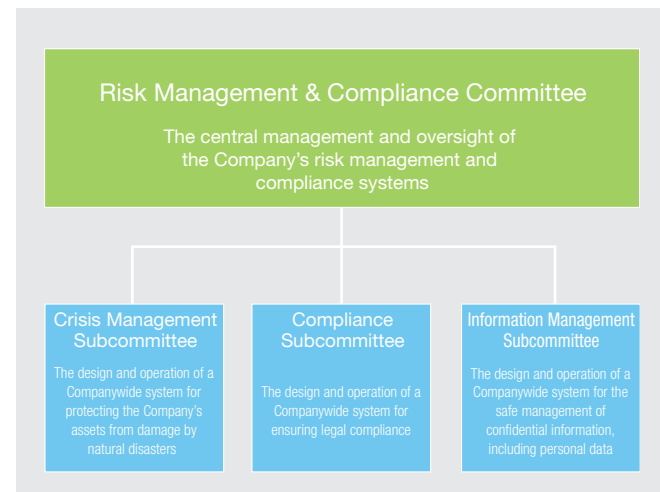 Risk Management & Compliance Committee
The central management and oversight of
the Company’s risk management and
compliance systems
Crisis Management
Subcommittee
The design and operation of a
Companywide system for
protecting the Company’s
assets from damage by
natural disasters
Compliance
Subcommittee
The design and operation of a
Companywide system for
ensuring legal compliance
Information Management
Subcommittee
The design and operation of a
Companywide system for the
safe management of
confidential information,
including personal data